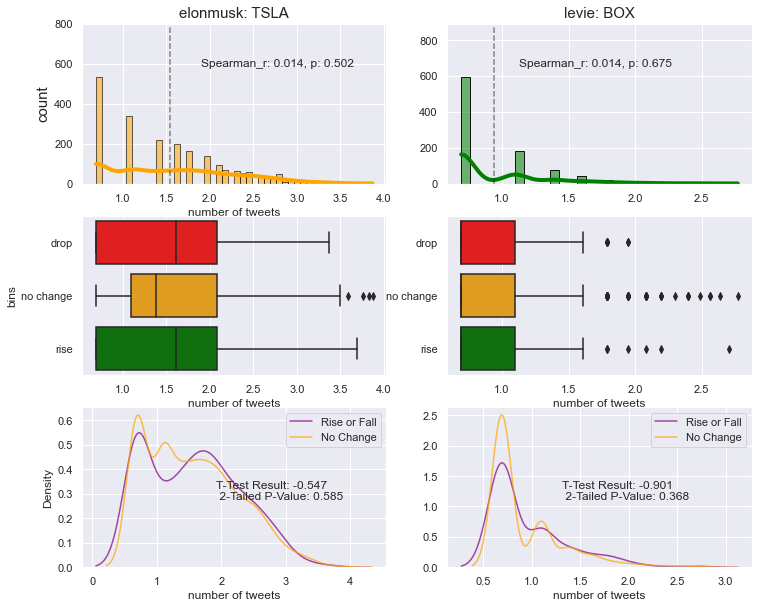 elonmusk: TSLA
levie: BOX
count
800
600
400
200
0
Spearman_r: 0.014, p: 0.502
1.0 1.5 2.0 2.5 3.0 3.5 4.0
number of tweets
800
600
400
200
0
Spearman_r: 0.014, p: 0.675
1.0 1.5 2.0 2.5
number of tweets
bins
drop
no change
rise
1.0 1.5 2.0 2.5 3.0 3.5 4.0
number of tweets
drop
no change
rise
1.0 1.5 2.0 2.5
number of tweets
Density
0.6
0.5
0.4
0.3
0.2
0.1
0.0
Rise or Fall
No Change
T-Test Result: -0.547
2-Tailed P-Value: 0.585
0 1 2 3 4
number of tweets
2.5
2.0
1.5
1.0
0.5
0.0
Rise or Fall
No Change
T-Test Result: -0.901
2-Tailed P-Value: 0.368
0.5 1.0 1.5 2.0 2.5 3.0
number of tweets